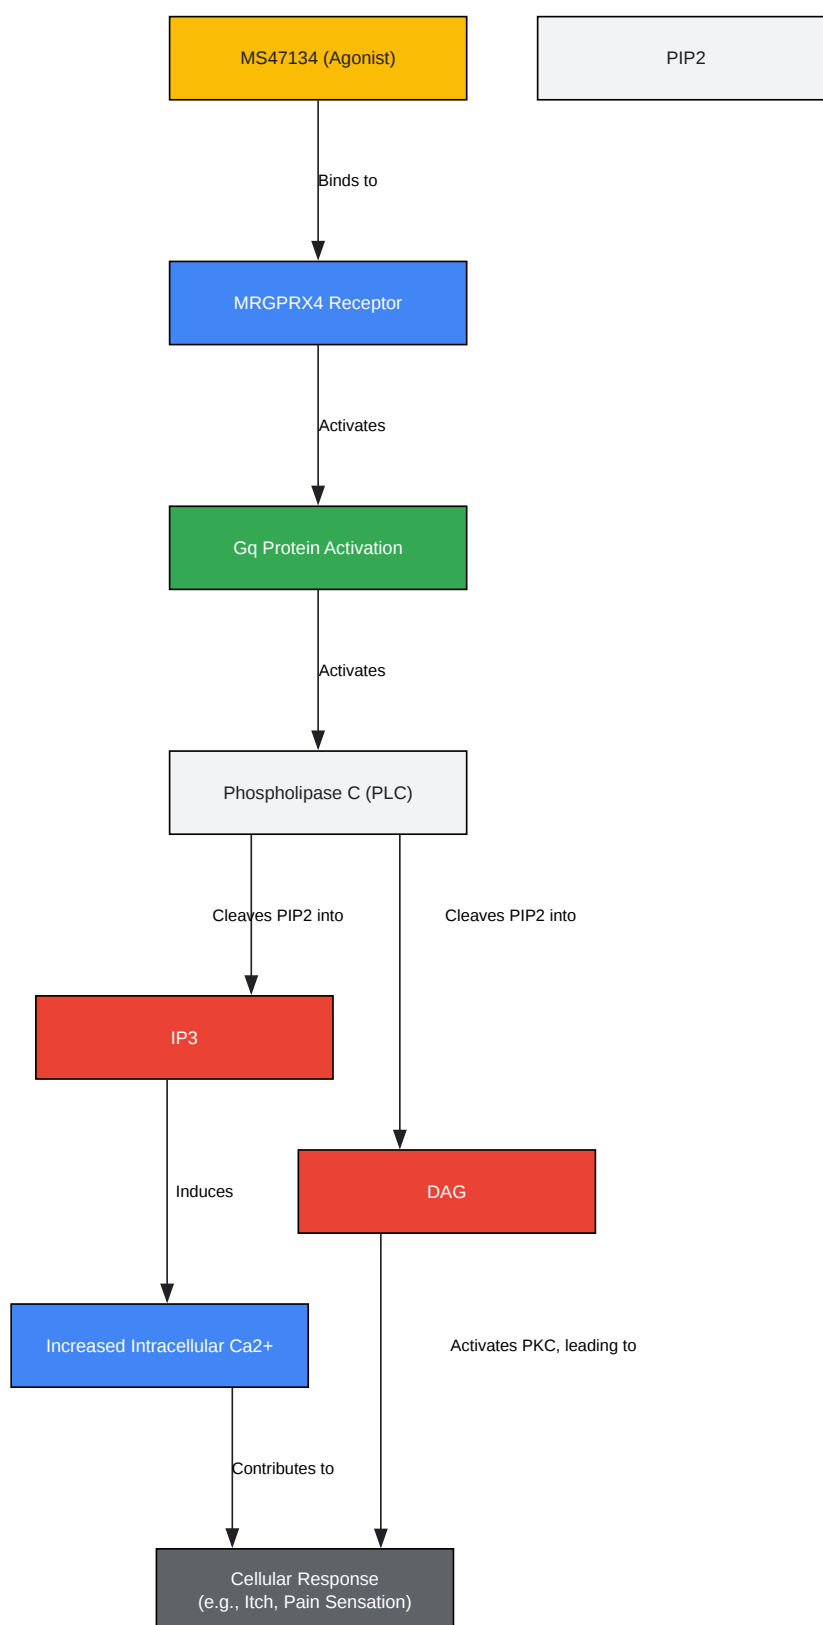 MS47134 (Agonist)
PIP2
Binds to
MRGPRX4 Receptor
Activates
Gq Protein Activation
Activates
Phospholipase C (PLC)
Cleaves PIP2 into
Cleaves PIP2 into
IP3
DAG
Induces
Increased Intracellular Ca2+
Activates PKC, leading to
Contributes to
Cellular Response
(e.g., Itch, Pain Sensation)